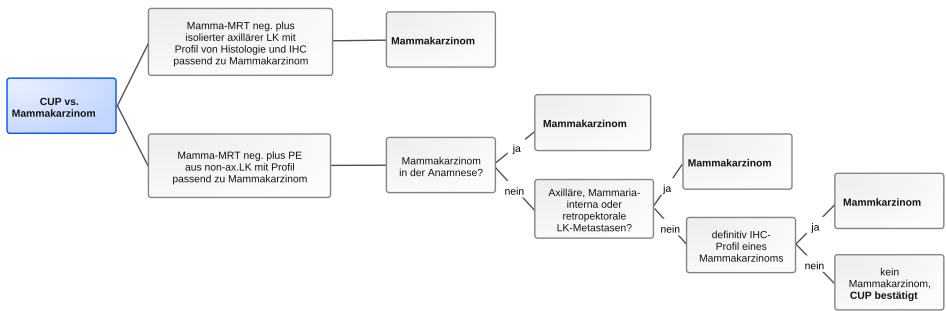 CUP vs.
Mammakarzinom
Mamma-MRT neg. plus
isolierter axillärer LK mit
Profil von Histologie und IHC
passend zu Mammakarzinom
Mammakarzinom
Mamma-MRT neg. plus PE
aus non-ax.LK mit Profil
passend zu Mammakarzinom
Mammakarzinom
in der Anamnese?
ja
Mammakarzinom
nein
Axilläre, Mammaria-
interna oder
retropektorale
LK-Metastasen?
ja
Mammakarzinom
nein
definitiv IHC-
Profil eines
Mammakarzinoms
ja
Mammkarzinom
nein
kein
Mammakarzinom,
CUP bestätigt